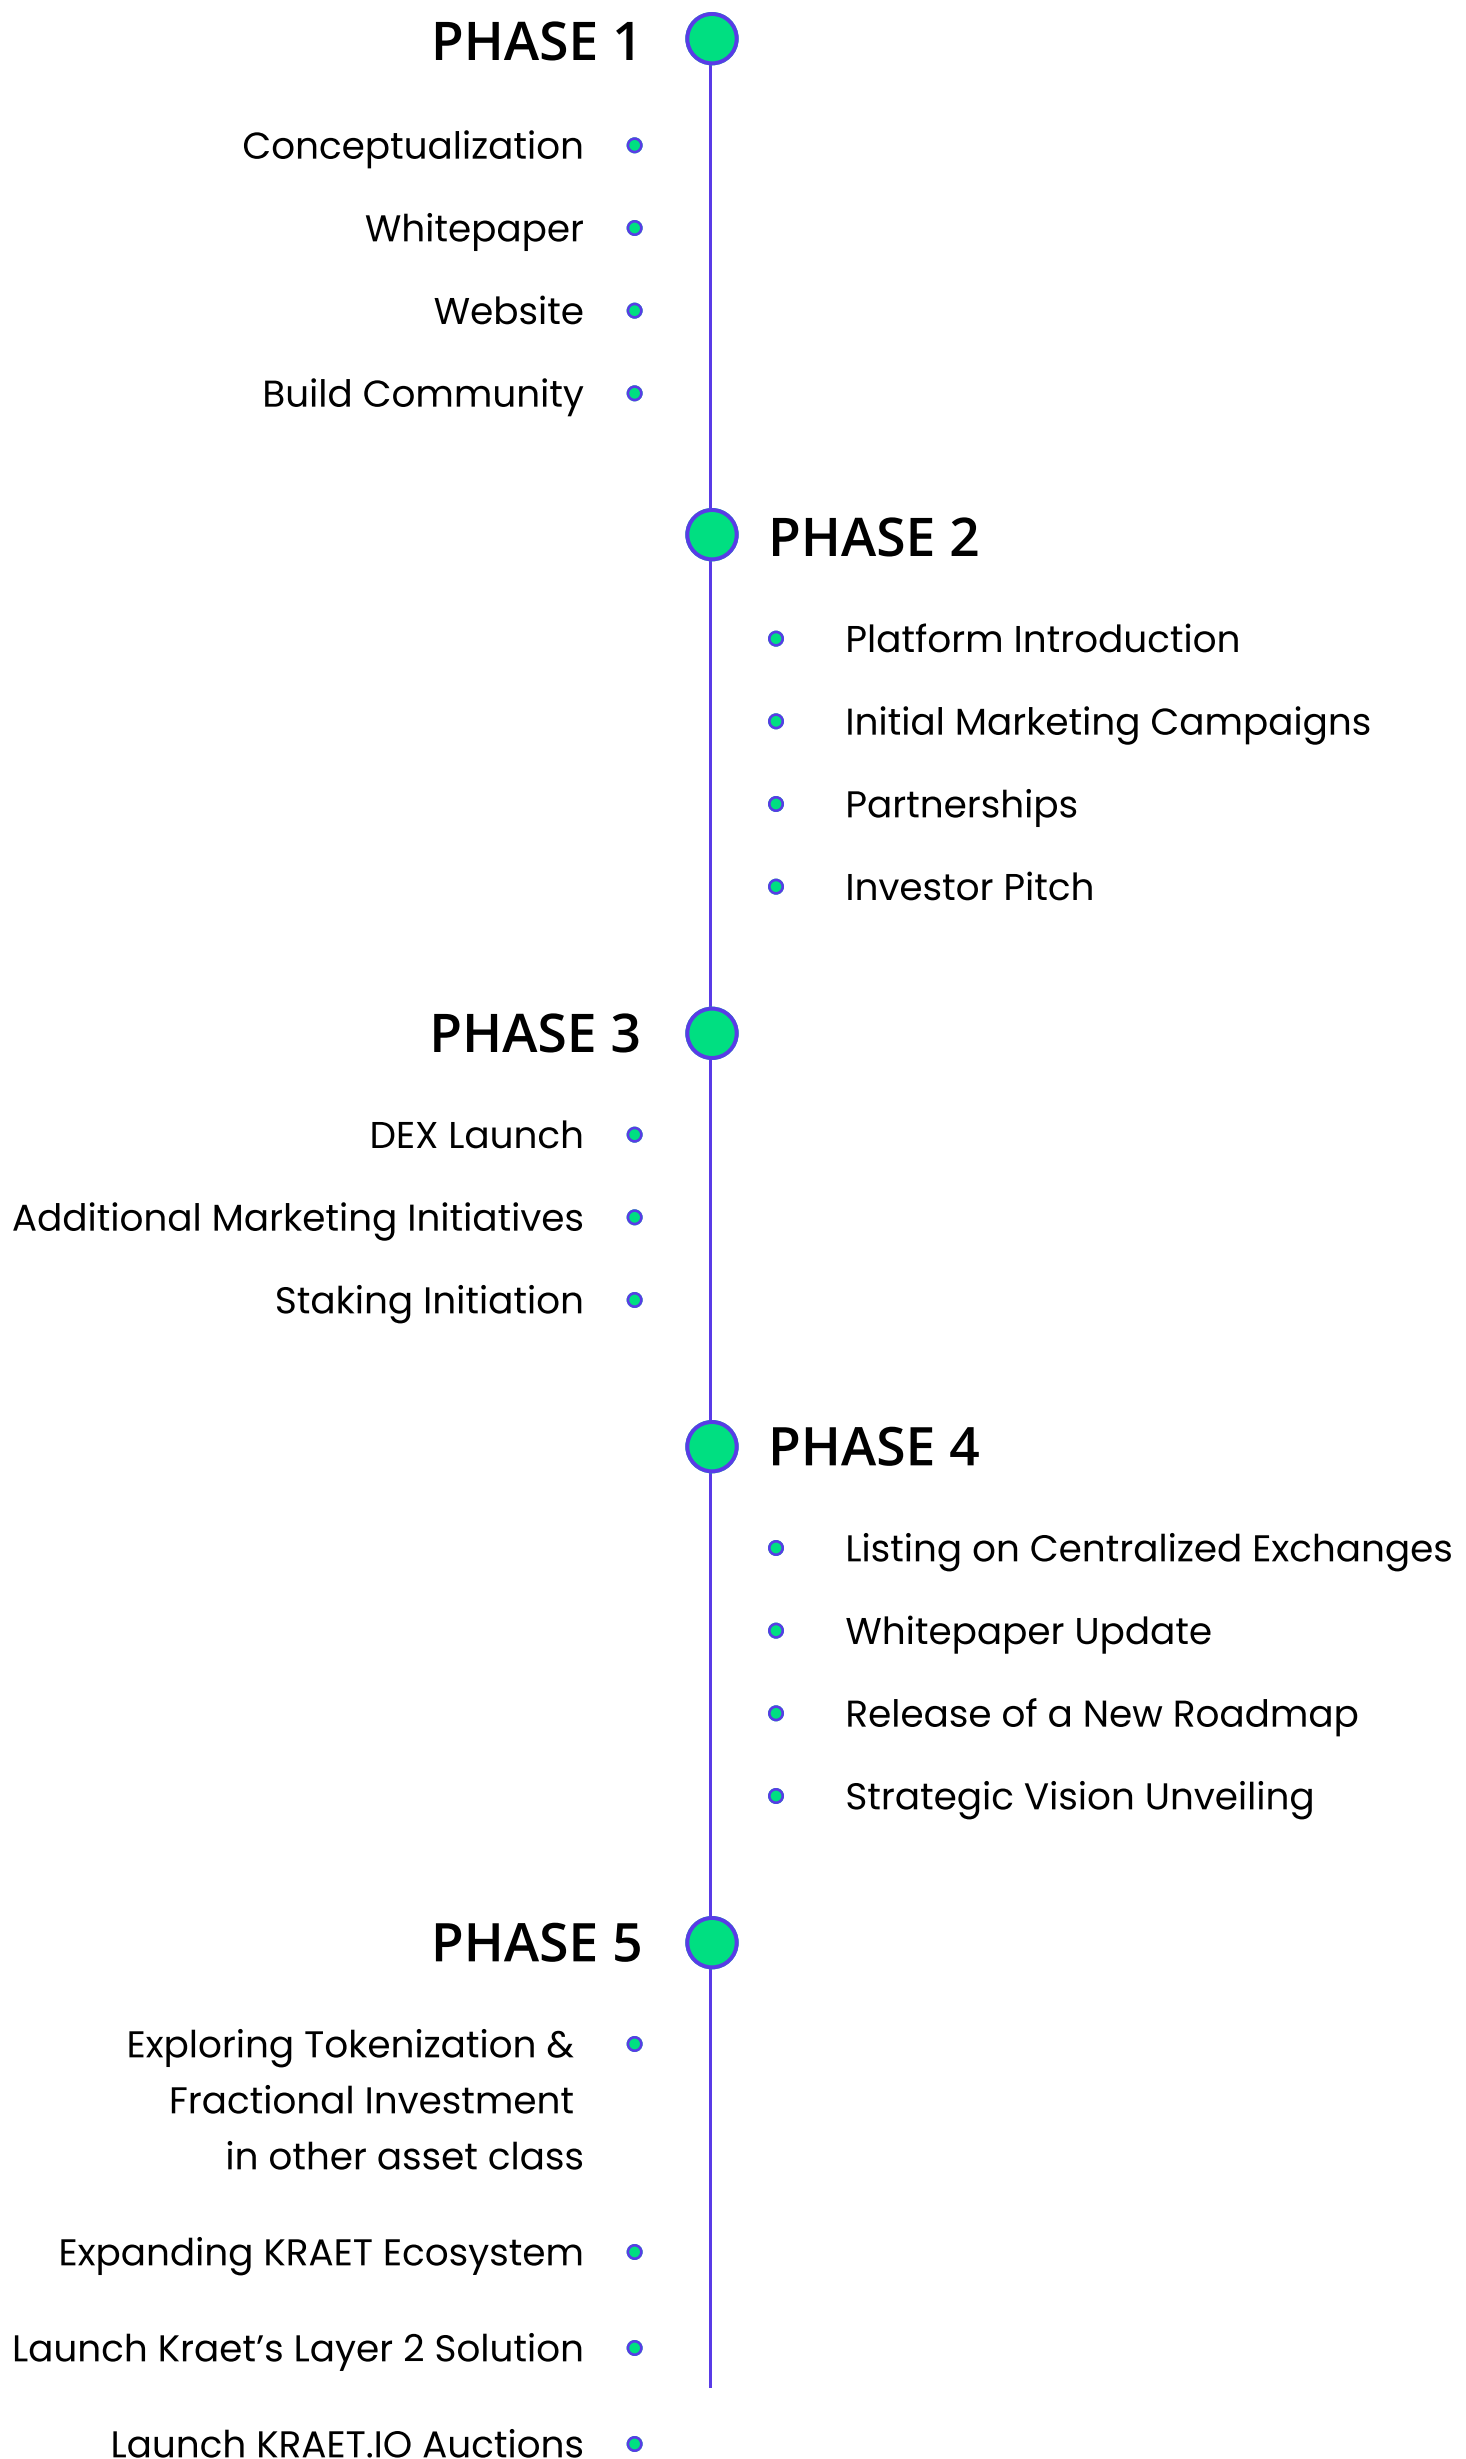 PHASE 1
Conceptualization
Whitepaper
Website
Build Community
PHASE 2
Platform Introduction
Initial Marketing Campaigns
Partnerships
Investor Pitch
PHASE 3
DEX Launch
Additional Marketing Initiatives
Staking Initiation
PHASE 4
Listing on Centralized Exchanges
Whitepaper Update
Release of a New Roadmap
Strategic Vision Unveiling
PHASE 5
Exploring Tokenization &
Fractional Investment
in other asset class
Expanding KRAET Ecosystem
Launch Kraet’s Layer 2 Solution
Launch KRAET.IO Auctions